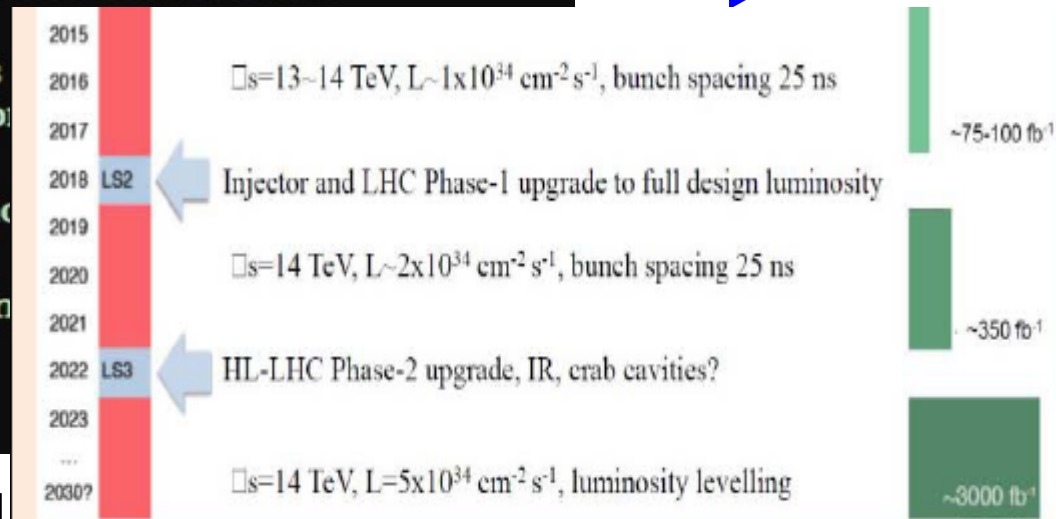 2015
2016
□s=13~14 TeV, L~1x10³⁴ cm⁻² s⁻¹, bunch spacing 25 ns
2017
~75-100 fb⁻¹
2018 LS2
Injector and LHC Phase-1 upgrade to full design luminosity
2019
2020
□s=14 TeV, L~2x10³⁴ cm⁻² s⁻¹, bunch spacing 25 ns
2021
~350 fb⁻¹
2022 LS3
HL-LHC Phase-2 upgrade, IR, crab cavities?
2023
...
2030?
□s=14 TeV, L=5x10³⁴ cm⁻² s⁻¹, luminosity levelling
~3000 fb⁻¹